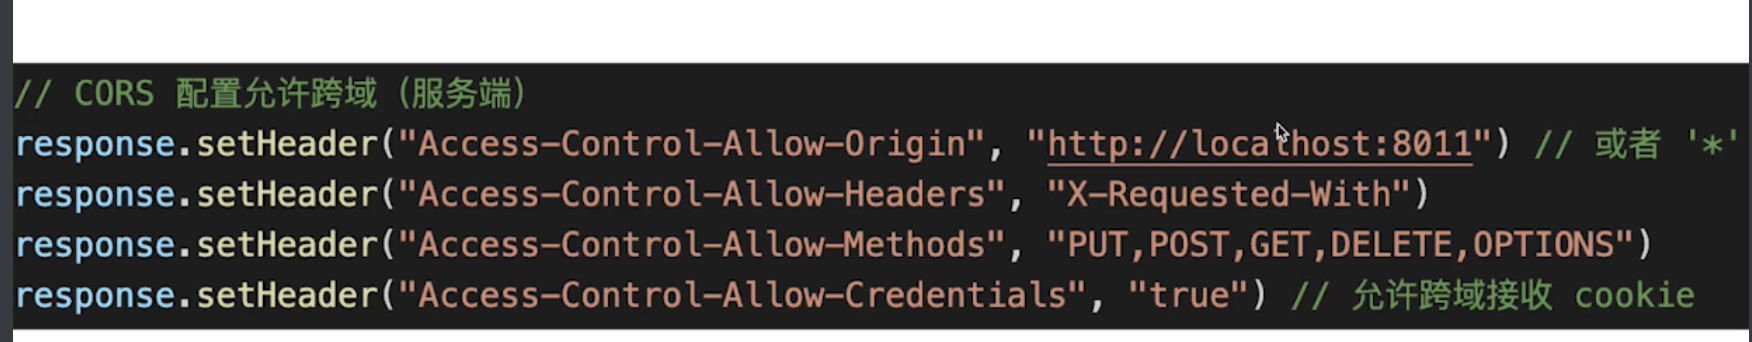 // CORS 配置允许跨域（服务端）
response.setHeader("Access-Control-Allow-Origin", "http://localhost:8011") // 或者 '*'
response.setHeader("Access-Control-Allow-Headers", "X-Requested-With")
response.setHeader("Access-Control-Allow-Methods", "PUT,POST,GET,DELETE,OPTIONS")
response.setHeader("Access-Control-Allow-Credentials", "true") // 允许跨域接收 cookie